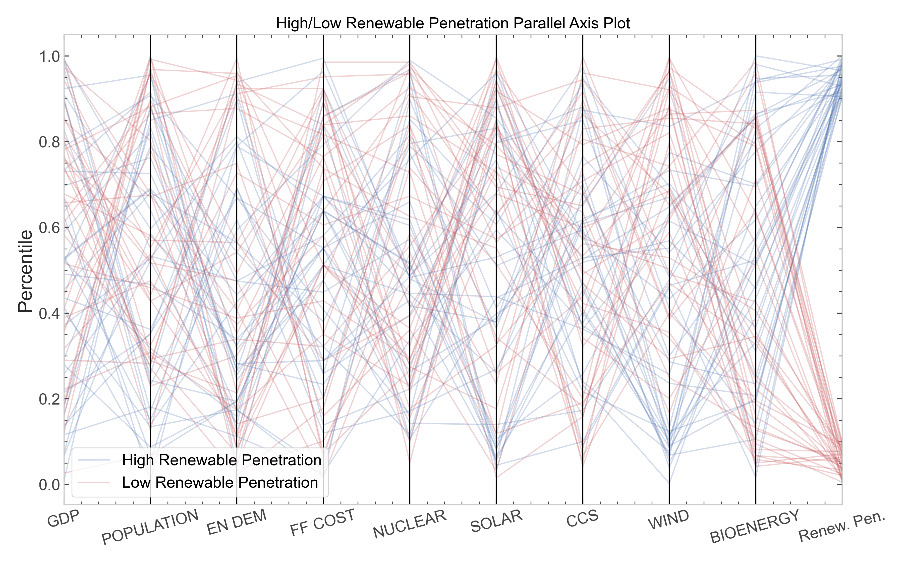 High/Low Renewable Penetration Parallel Axis Plot
Percentile
1.0
0.8
0.6
0.4
0.2
0.0
High Renewable Penetration
Low Renewable Penetration
GDP
POPULATION
EN DEM
FF COST
NUCLEAR
SOLAR
CCS
WIND
BIOENERGY
Renew. Pen.